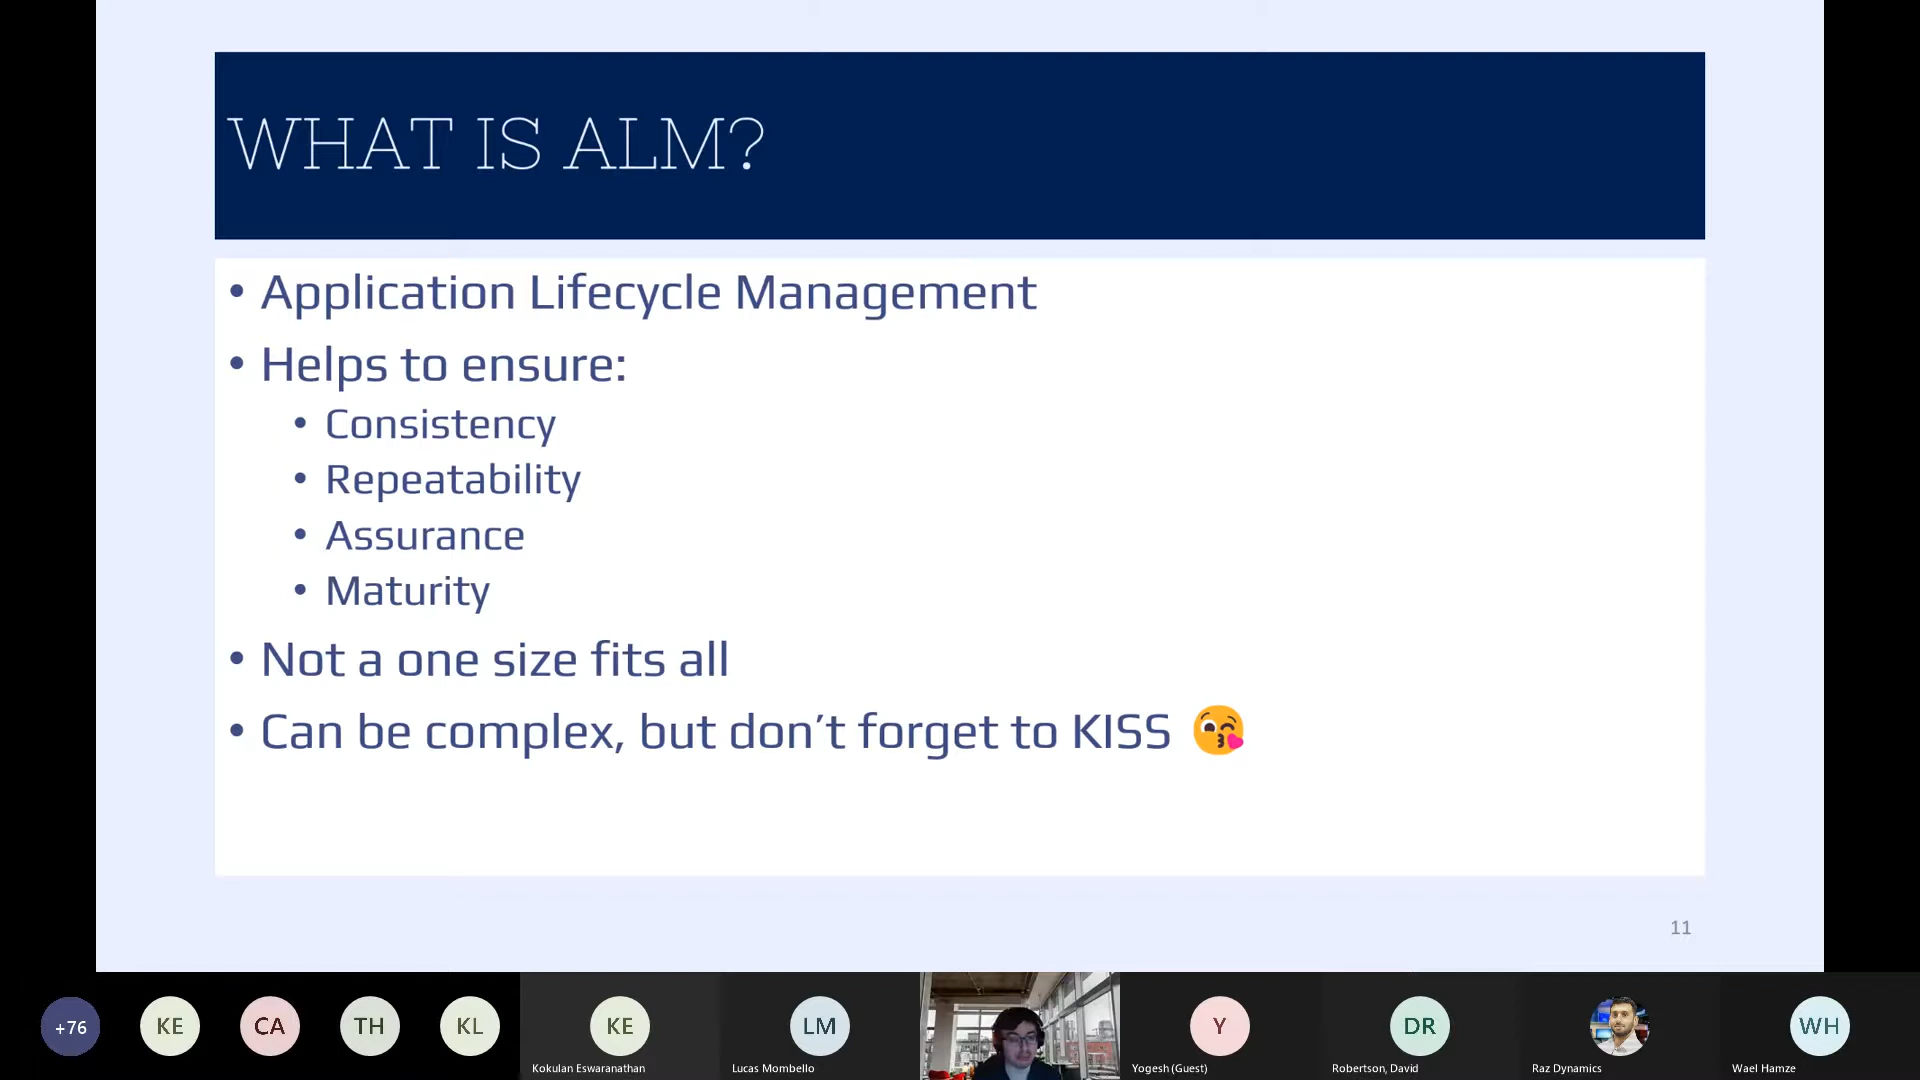 WHAT IS ALM?
• Application Lifecycle Management
• Helps to ensure:
• Consistency
• Repeatability
• Assurance
• Maturity
• Not a one size fits all
• Can be complex, but don’t forget to KISS 😘
11
+76
KE
CA
TH
KL
KE
LM
Y
DR
WH
Kokulan Eswaranathan
Lucas Mombello
Yogesh (Guest)
Robertson, David
Raz Dynamics
Wael Hamze